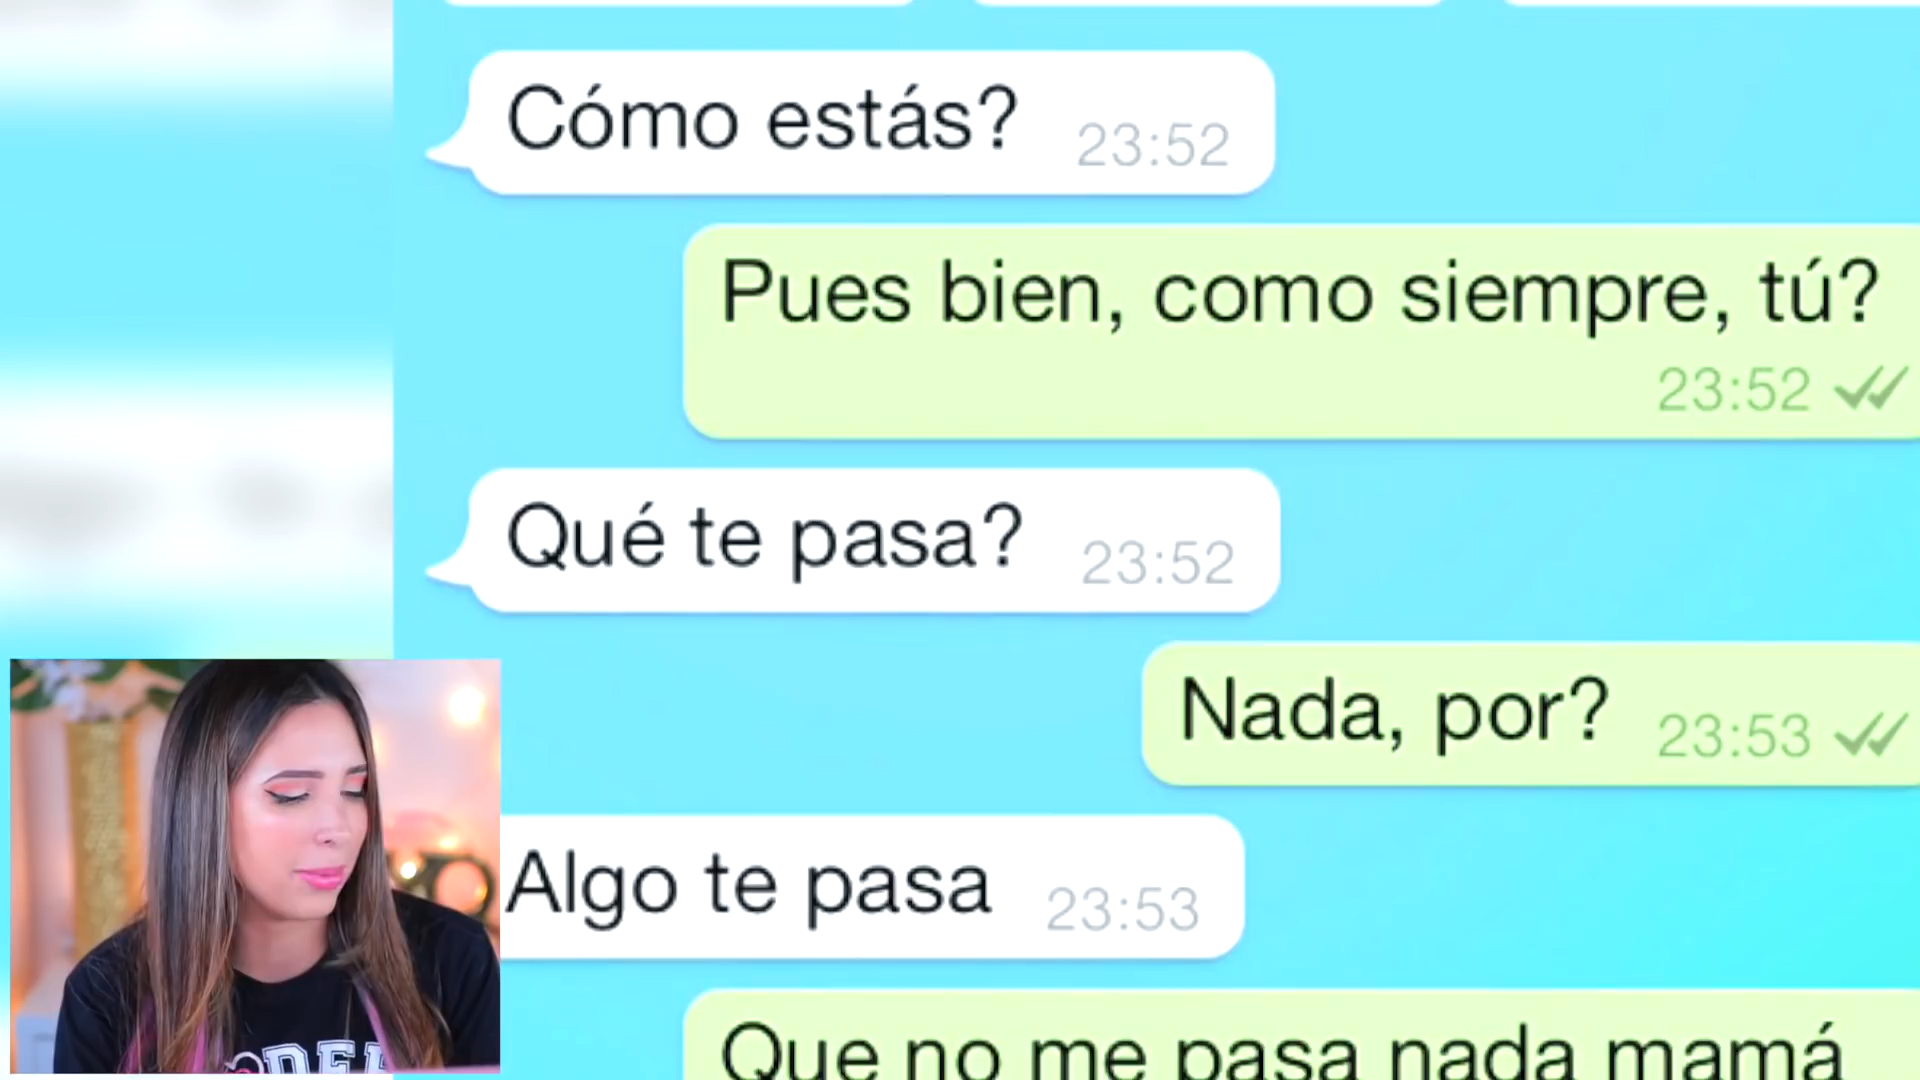 Cómo estás? 23:52
Pues bien, como siempre, tú?
23:52
Qué te pasa? 23:52
Nada, por? 23:53
Algo te pasa 23:53
Que no me pasa nada mamá